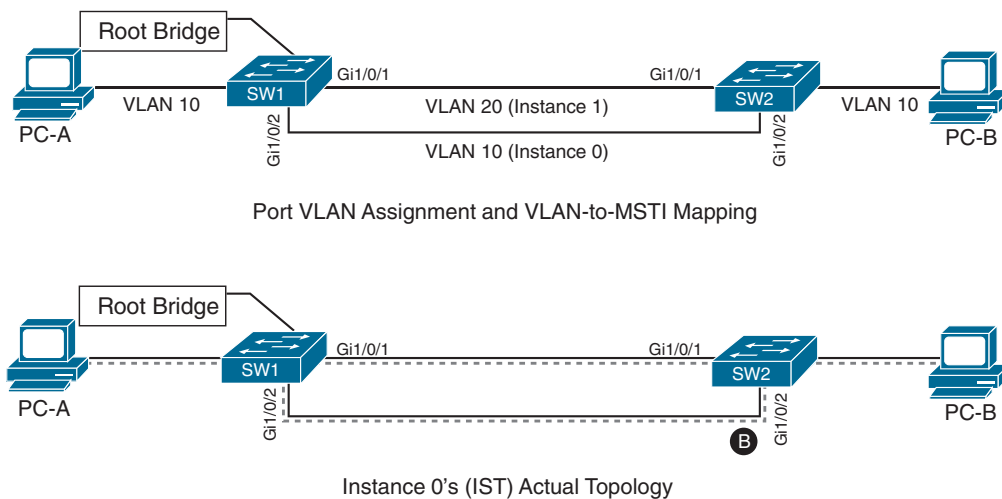 Root Bridge
Gi1/0/1
Gi1/0/1
SW1
SW2
VLAN 10
VLAN 20 (Instance 1)
VLAN 10
PC-A
Gi1/0/2
Gi1/0/2
PC-B
VLAN 10 (Instance 0)
Port VLAN Assignment and VLAN-to-MSTI Mapping
Root Bridge
Gi1/0/1
Gi1/0/1
SW1
SW2
PC-A
Gi1/0/2
Gi1/0/2
PC-B
B
Instance 0's (IST) Actual Topology